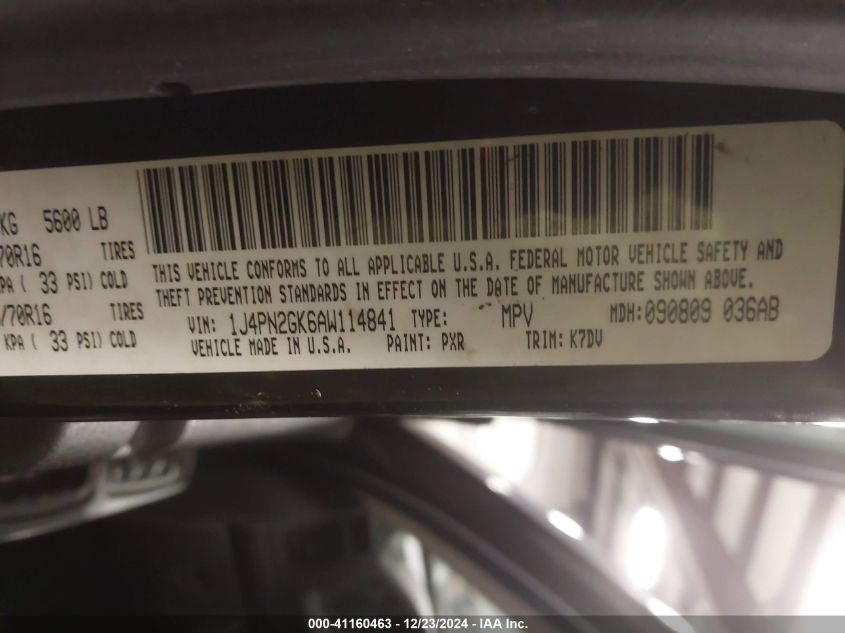 KG 5600 LB
70R16 TIRES
KPA ( 33 PSI) COLD
/70R16 TIRES
KPA ( 33 PSI) COLD
THIS VEHICLE CONFORMS TO ALL APPLICABLE U.S.A. FEDERAL MOTOR VEHICLE SAFETY AND
THEFT PREVENTION STANDARDS IN EFFECT ON THE DATE OF MANUFACTURE SHOWN ABOVE.
VIN: 1J4PN2GK6AW114841 TYPE: MPV MDH:090809 036AB
VEHICLE MADE IN U.S.A. PAINT: PXR TRIM: K7DV
000-41160463 - 12/23/2024 - IAA Inc.